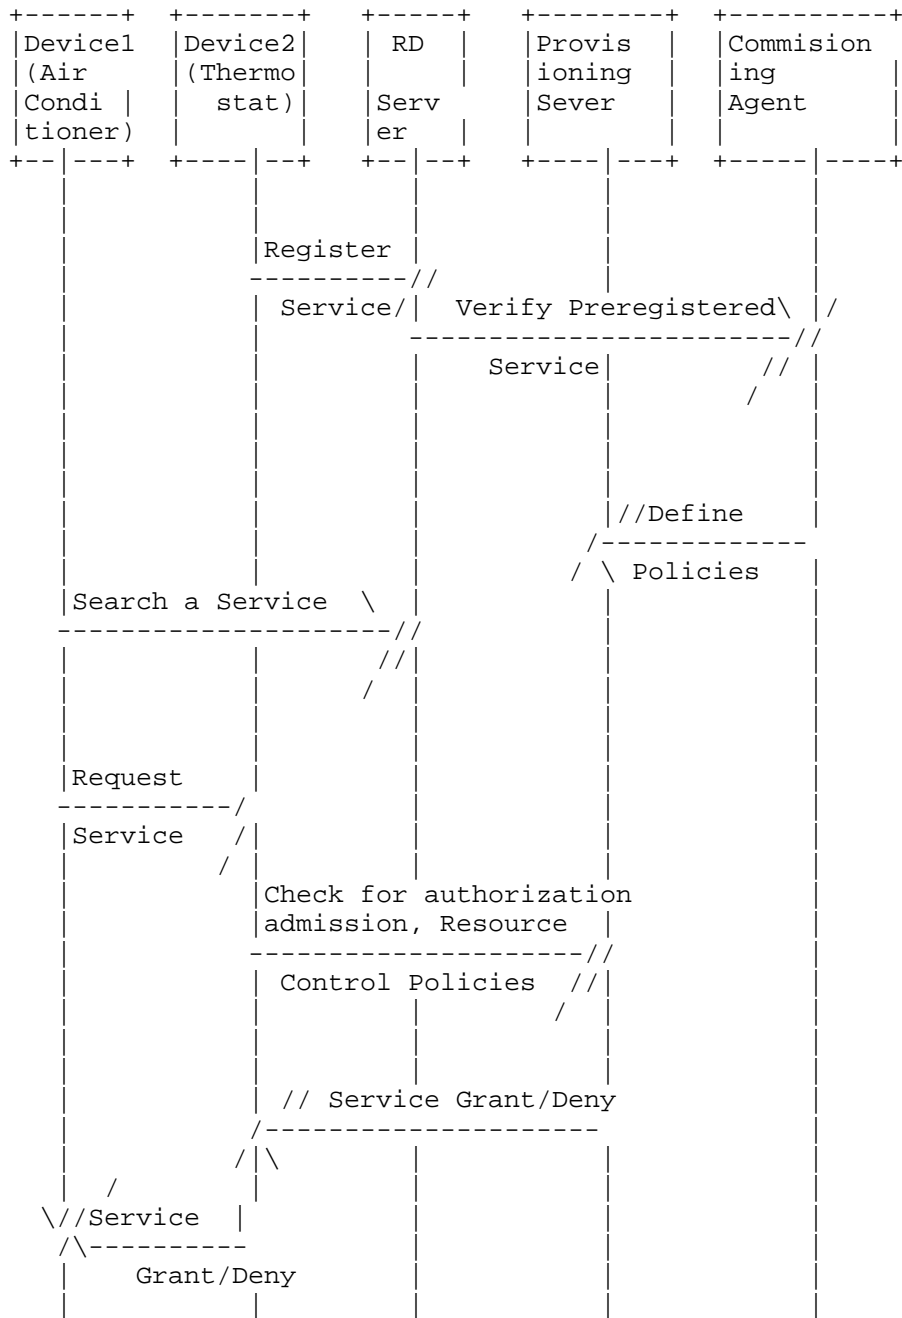 Device1 Device2 RD Provis Commision
(Air (Thermo ioning ing
Condi stat) Serv Sever Agent
tioner) er
Register
Service/ Verify Preregistered\ /
Service
//Define
Policies
Search a Service \
Request
Service
Check for authorization
admission, Resource
Control Policies
// Service Grant/Deny
\//Service
Grant/Deny